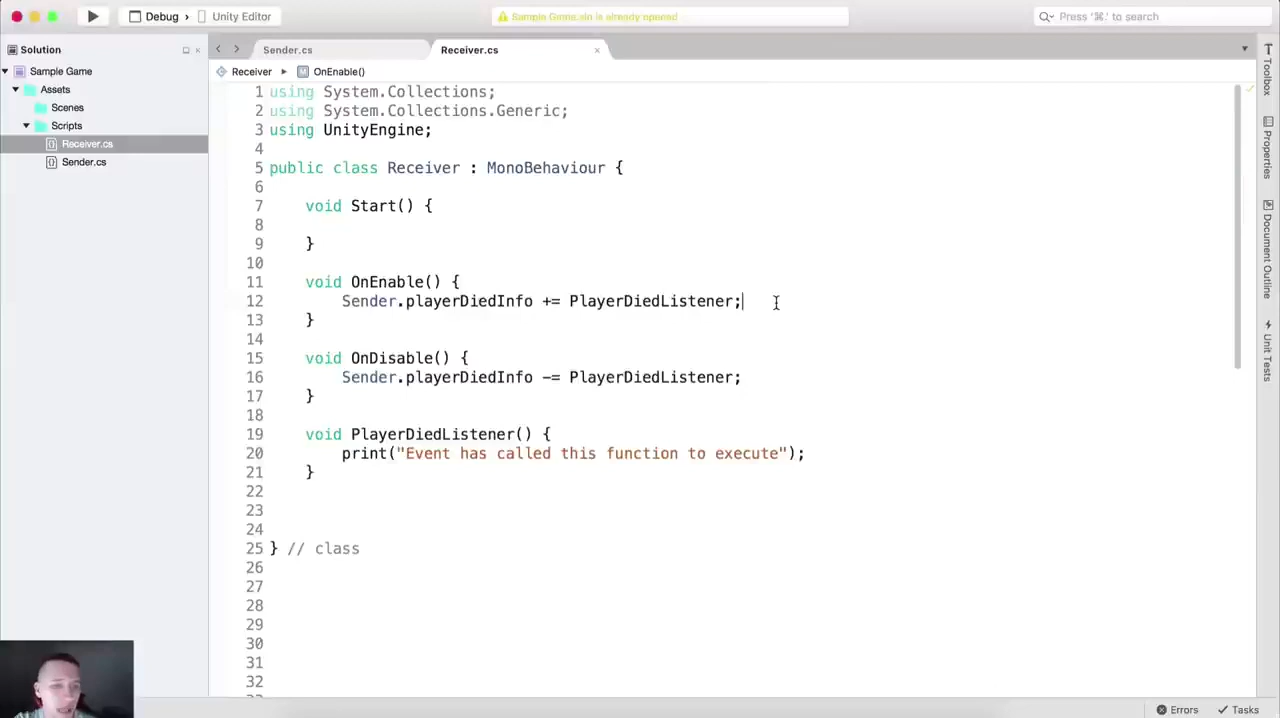 Debug
Unity Editor
Sample Game.sln is already opened
Press '⌘.' to search
Solution
Sender.cs
Receiver.cs
Sample Game
Assets
Scenes
Scripts
Receiver.cs
Sender.cs
Receiver
OnEnable()
1 using System.Collections;
2 using System.Collections.Generic;
3 using UnityEngine;
4
5 public class Receiver : MonoBehaviour {
6
7 void Start() {
8
9 }
10
11 void OnEnable() {
12 Sender.playerDiedInfo += PlayerDiedListener;
13 }
14
15 void OnDisable() {
16 Sender.playerDiedInfo -= PlayerDiedListener;
17 }
18
19 void PlayerDiedListener() {
20 print("Event has called this function to execute");
21 }
22
23
24
25 } // class
26
27
28
29
30
31
32
Toolbox
Properties
Document Outline
Unit Tests
Errors
Tasks